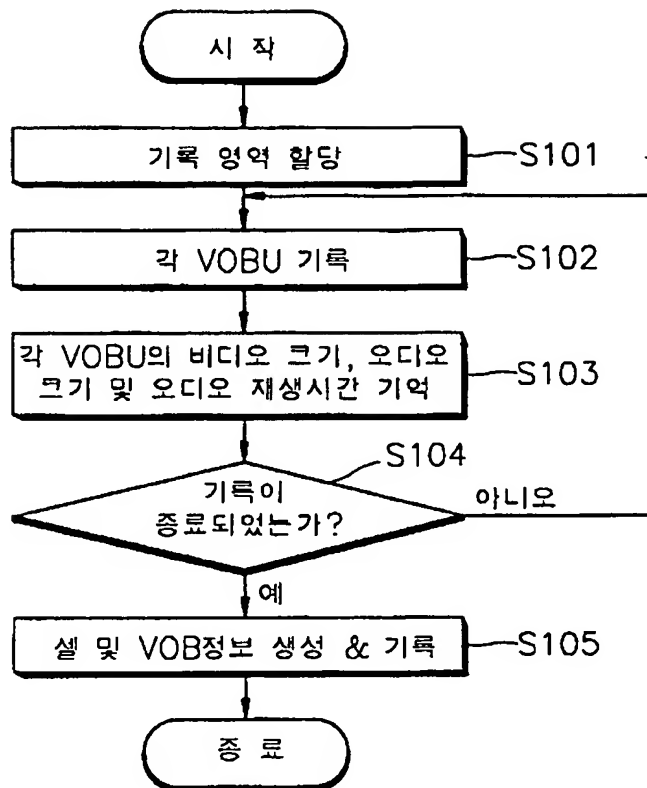 시 작
기록 영역 할당
S101
각 VOBU 기록
S102
각 VOBU의 비디오 크기, 오디오
크기 및 오디오 재생시간 기억
S103
S104
기록이
종료되었는가?
아니오
예
셀 및 VOB정보 생성 & 기록
S105
종 료